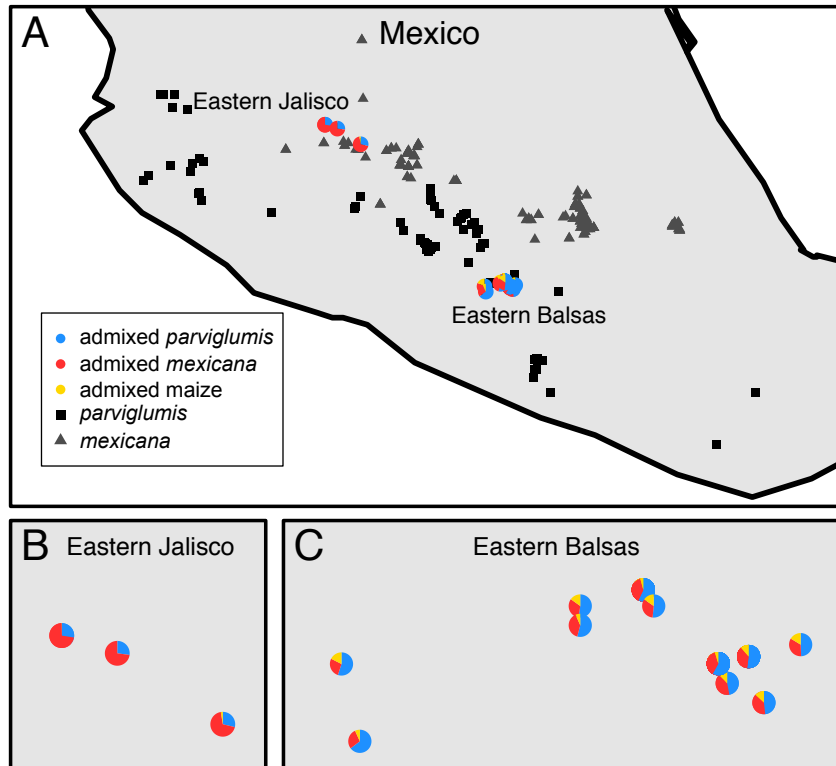 A
Mexico
Eastern Jalisco
Eastern Balsas
admixed parviglumis
admixed mexicana
admixed maize
parviglumis
mexicana
B
Eastern Jalisco
C
Eastern Balsas